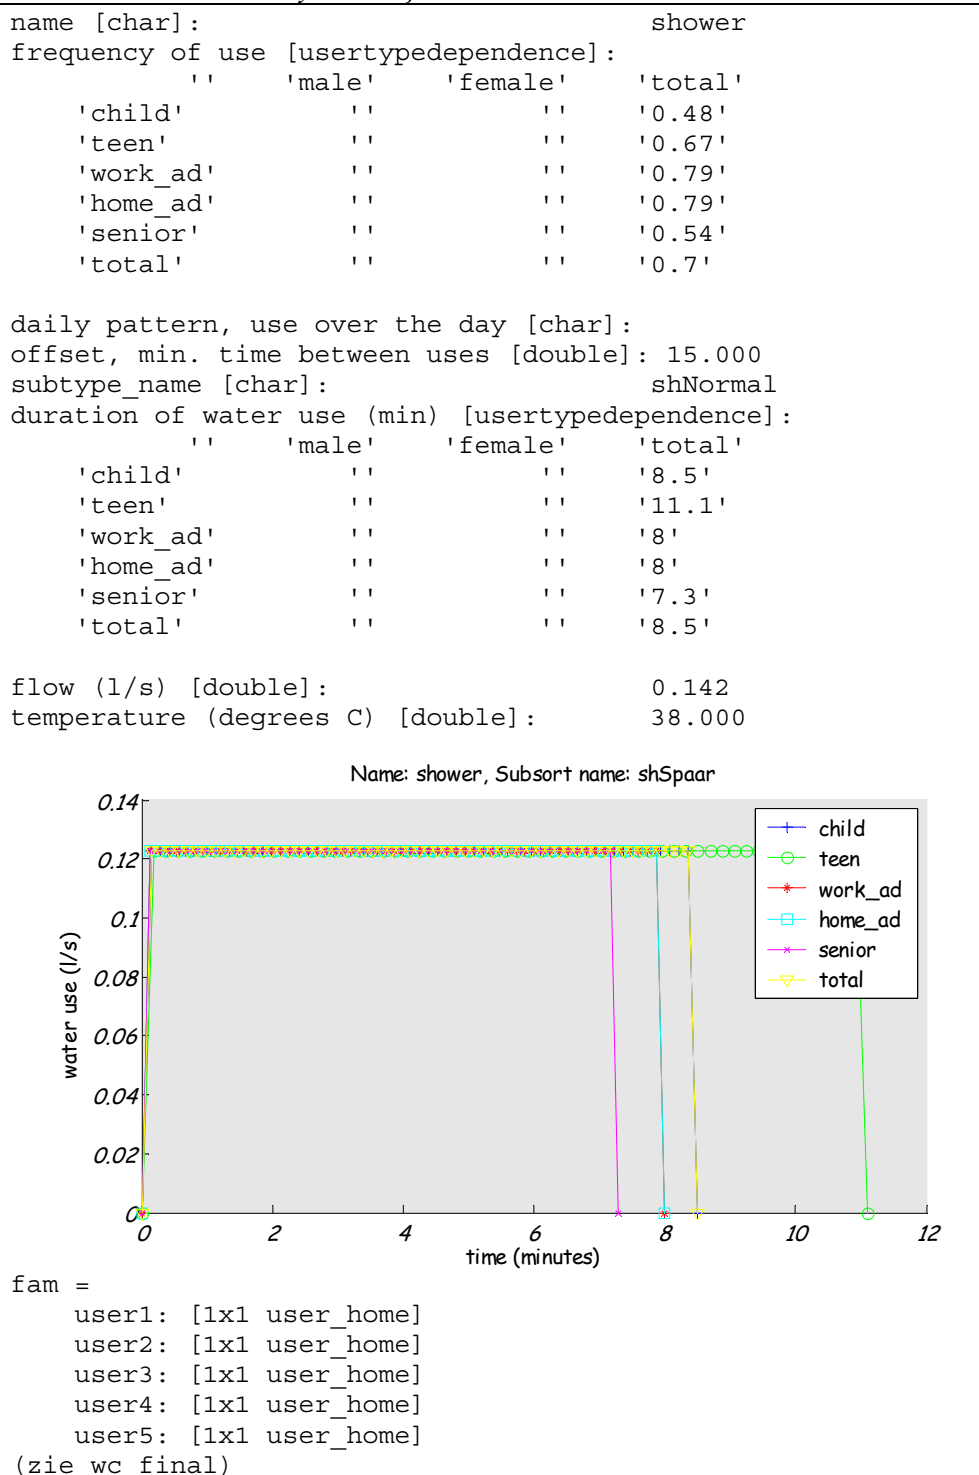 name [char]: shower
frequency of use [usertypedependence]:
'' 'male' 'female' 'total'
'child' '' '' '0.48'
'teen' '' '' '0.67'
'work_ad' '' '' '0.79'
'home_ad' '' '' '0.79'
'senior' '' '' '0.54'
'total' '' '' '0.7'
daily pattern, use over the day [char]:
offset, min. time between uses [double]: 15.000
subtype_name [char]: shNormal
duration of water use (min) [usertypedependence]:
'' 'male' 'female' 'total'
'child' '' '' '8.5'
'teen' '' '' '11.1'
'work_ad' '' '' '8'
'home_ad' '' '' '8'
'senior' '' '' '7.3'
'total' '' '' '8.5'
flow (l/s) [double]: 0.142
temperature (degrees C) [double]: 38.000
Name: shower, Subsort name: shSpaar
0.14
0.12
0.1
0.08
0.06
0.04
0.02
0
water use (l/s)
child
teen
work_ad
home_ad
senior
total
0 2 4 6 8 10 12
time (minutes)
fam =
user1: [1x1 user_home]
user2: [1x1 user_home]
user3: [1x1 user_home]
user4: [1x1 user_home]
user5: [1x1 user_home]
(zie wc final)